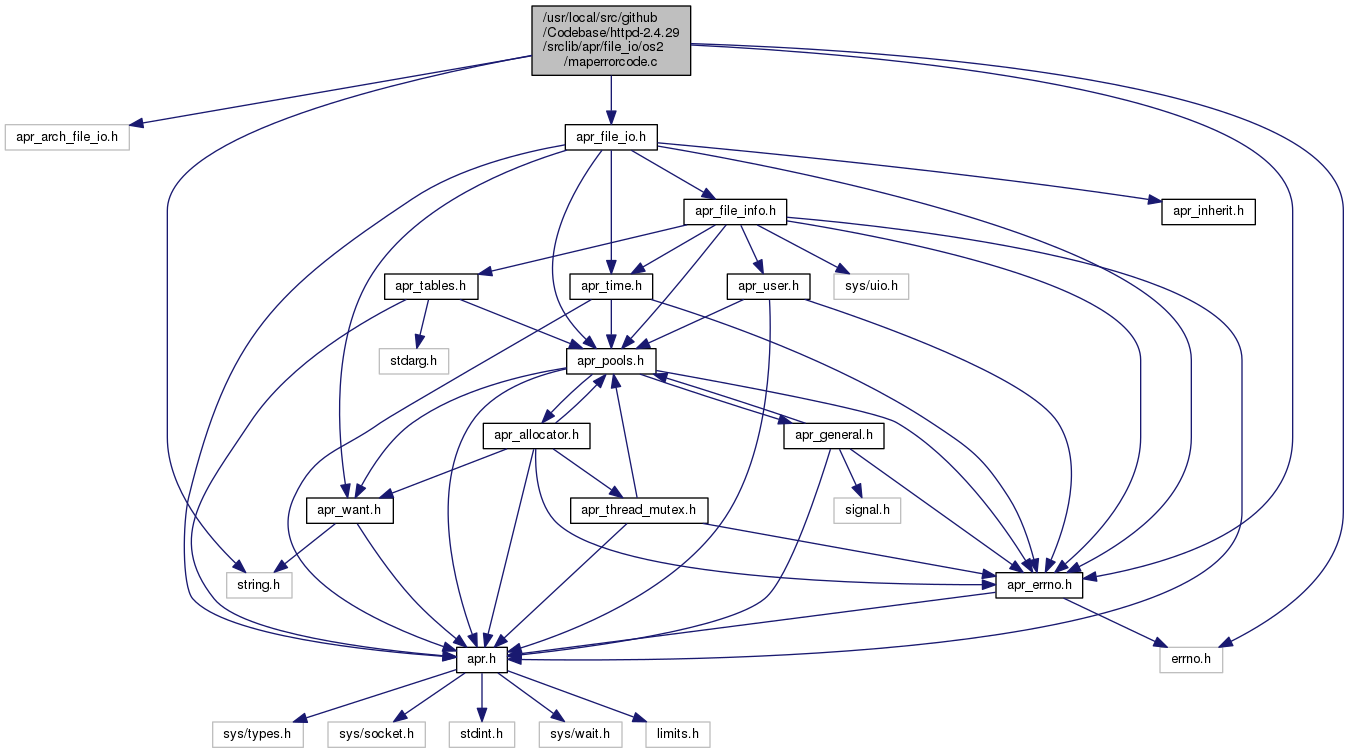 /usr/local/src/github
/Codebase/httpd-2.4.29
/srclib/apr/file_io/os2
/maperrorcode.c
apr_arch_file_io.h
apr_file_io.h
apr_file_info.h
apr_inherit.h
apr_tables.h
apr_time.h
apr_user.h
sys/uio.h
stdarg.h
apr_pools.h
apr_allocator.h
apr_general.h
apr_want.h
apr_thread_mutex.h
signal.h
string.h
apr_errno.h
apr.h
errno.h
sys/types.h
sys/socket.h
stdint.h
sys/wait.h
limits.h